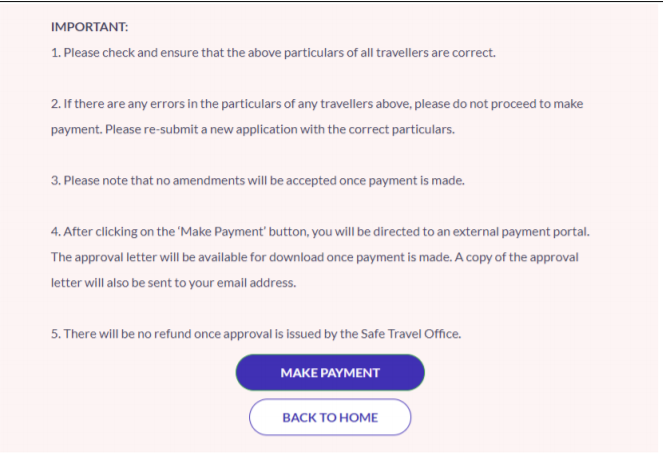 IMPORTANT:
1. Please check and ensure that the above particulars of all travellers are correct.
2. If there are any errors in the particulars of any travellers above, please do not proceed to make
payment. Please re-submit a new application with the correct particulars.
3. Please note that no amendments will be accepted once payment is made.
4. After clicking on the ‘Make Payment’ button, you will be directed to an external payment portal.
The approval letter will be available for download once payment is made. A copy of the approval
letter will also be sent to your email address.
5. There will be no refund once approval is issued by the Safe Travel Office.
MAKE PAYMENT
BACK TO HOME